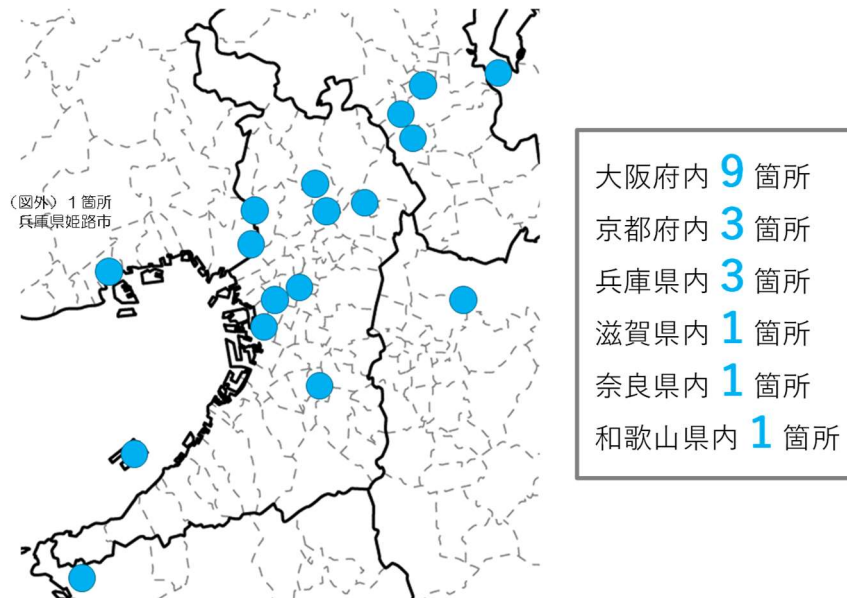 （図外）１箇所
兵庫県姫路市
大阪府内 9 箇所
京都府内 3 箇所
兵庫県内 3 箇所
滋賀県内 1 箇所
奈良県内 1 箇所
和歌山県内 1 箇所